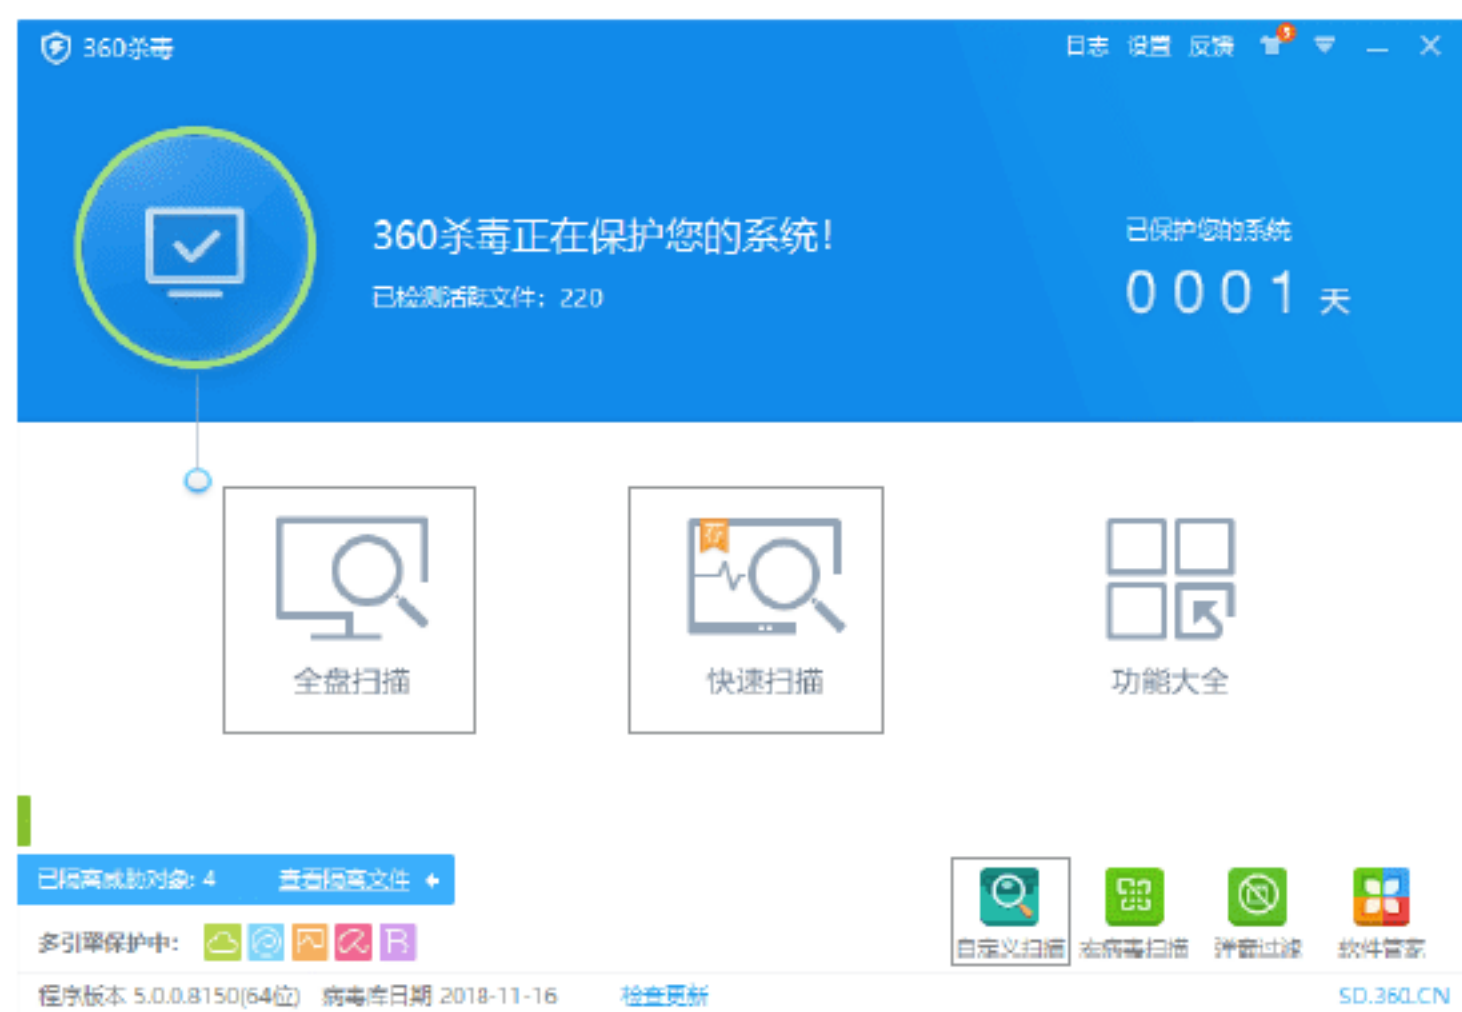 360杀毒
日志 设置 反馈
5
360杀毒正在保护您的系统!
已检测活跃文件: 220
已保护您的系统
0001 天
存
全盘扫描
快速扫描
功能大全
已隔离威胁对象: 4 查看隔离文件
多引擎保护中:
自定义扫描
宏病毒扫描
弹窗过滤
软件管家
程序版本 5.0.0.8150(64位) 病毒库日期 2018-11-16 检查更新
SD.360.CN